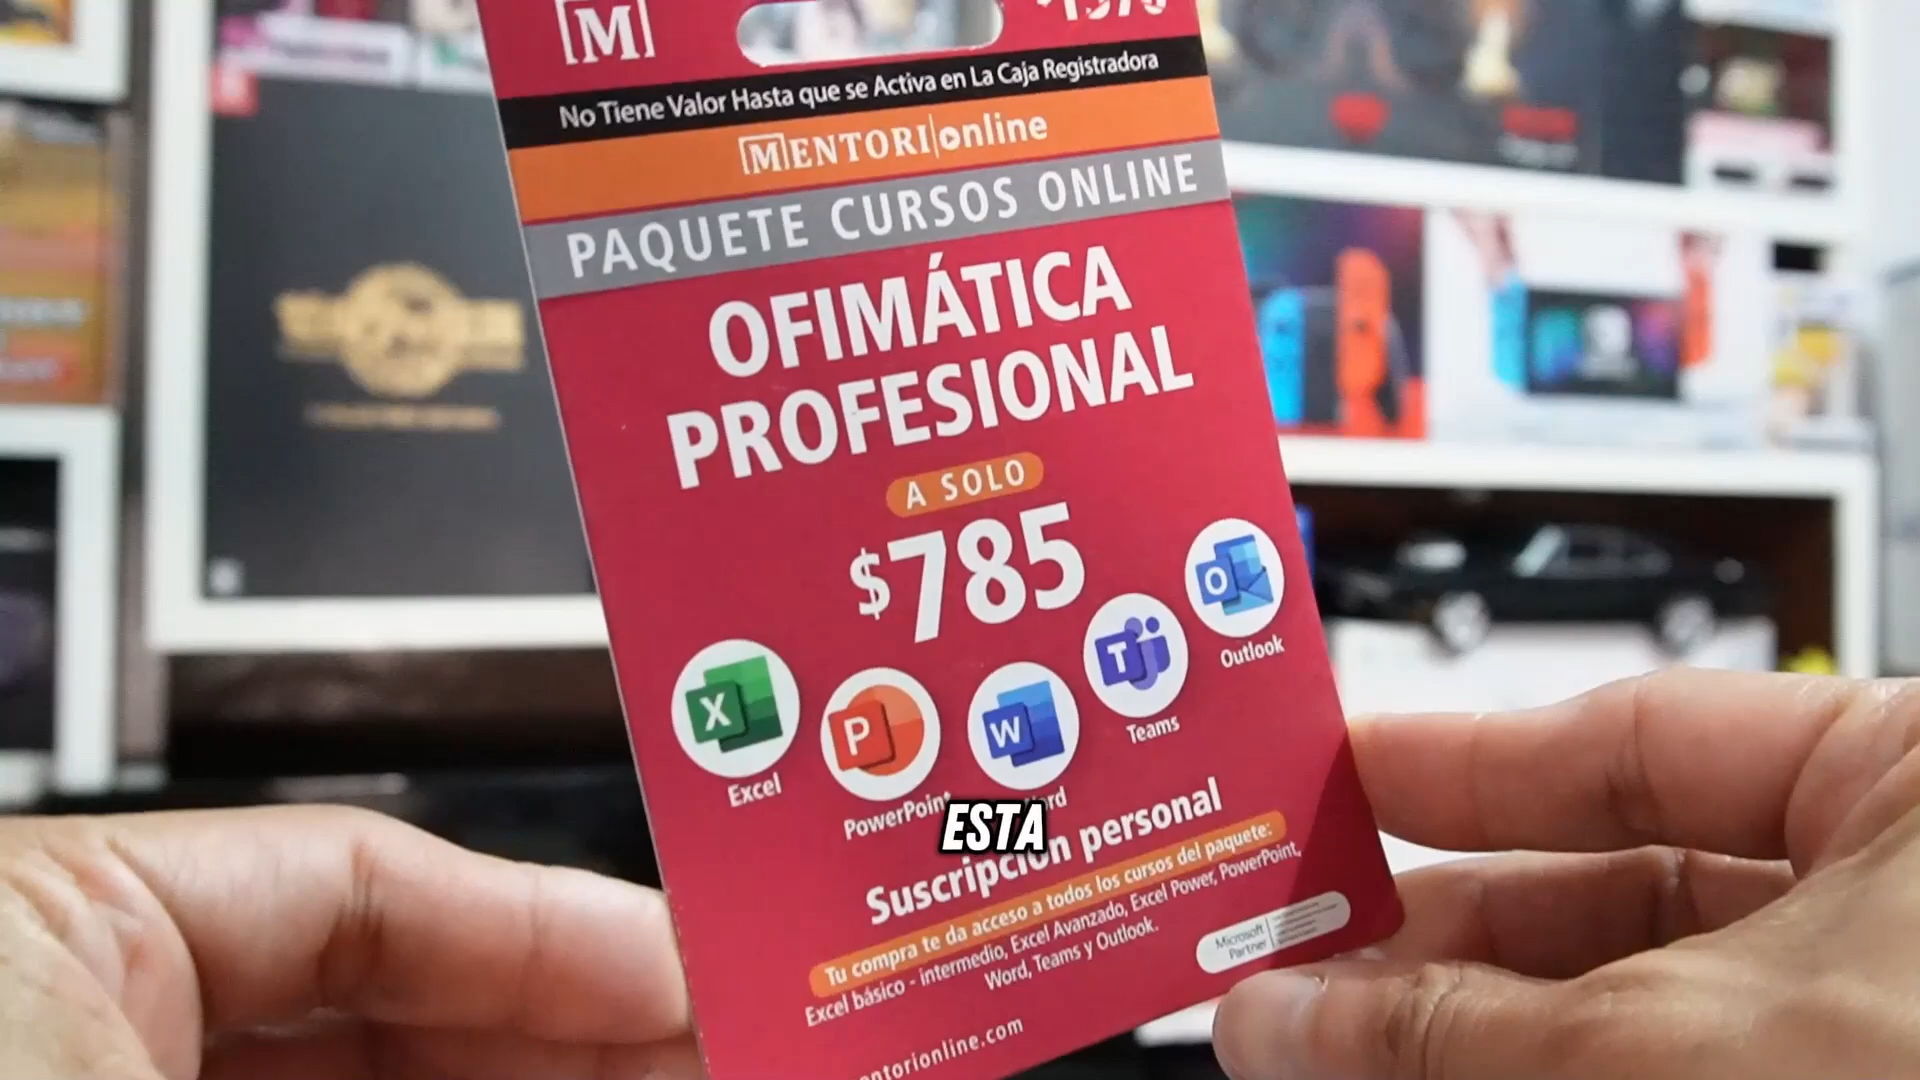 [M]
No Tiene Valor Hasta que se Activa en La Caja Registradora
[M]ENTORI|online
PAQUETE CURSOS ONLINE
OFIMÁTICA
PROFESIONAL
A SOLO
$785
Outlook
Teams
Excel
PowerPoint
ESTA
Suscripción personal
Tu compra te da acceso a todos los cursos del paquete:
Excel básico - intermedio, Excel Avanzado, Excel Power, PowerPoint,
Word, Teams y Outlook.
Microsoft
Partner
entorionline.com